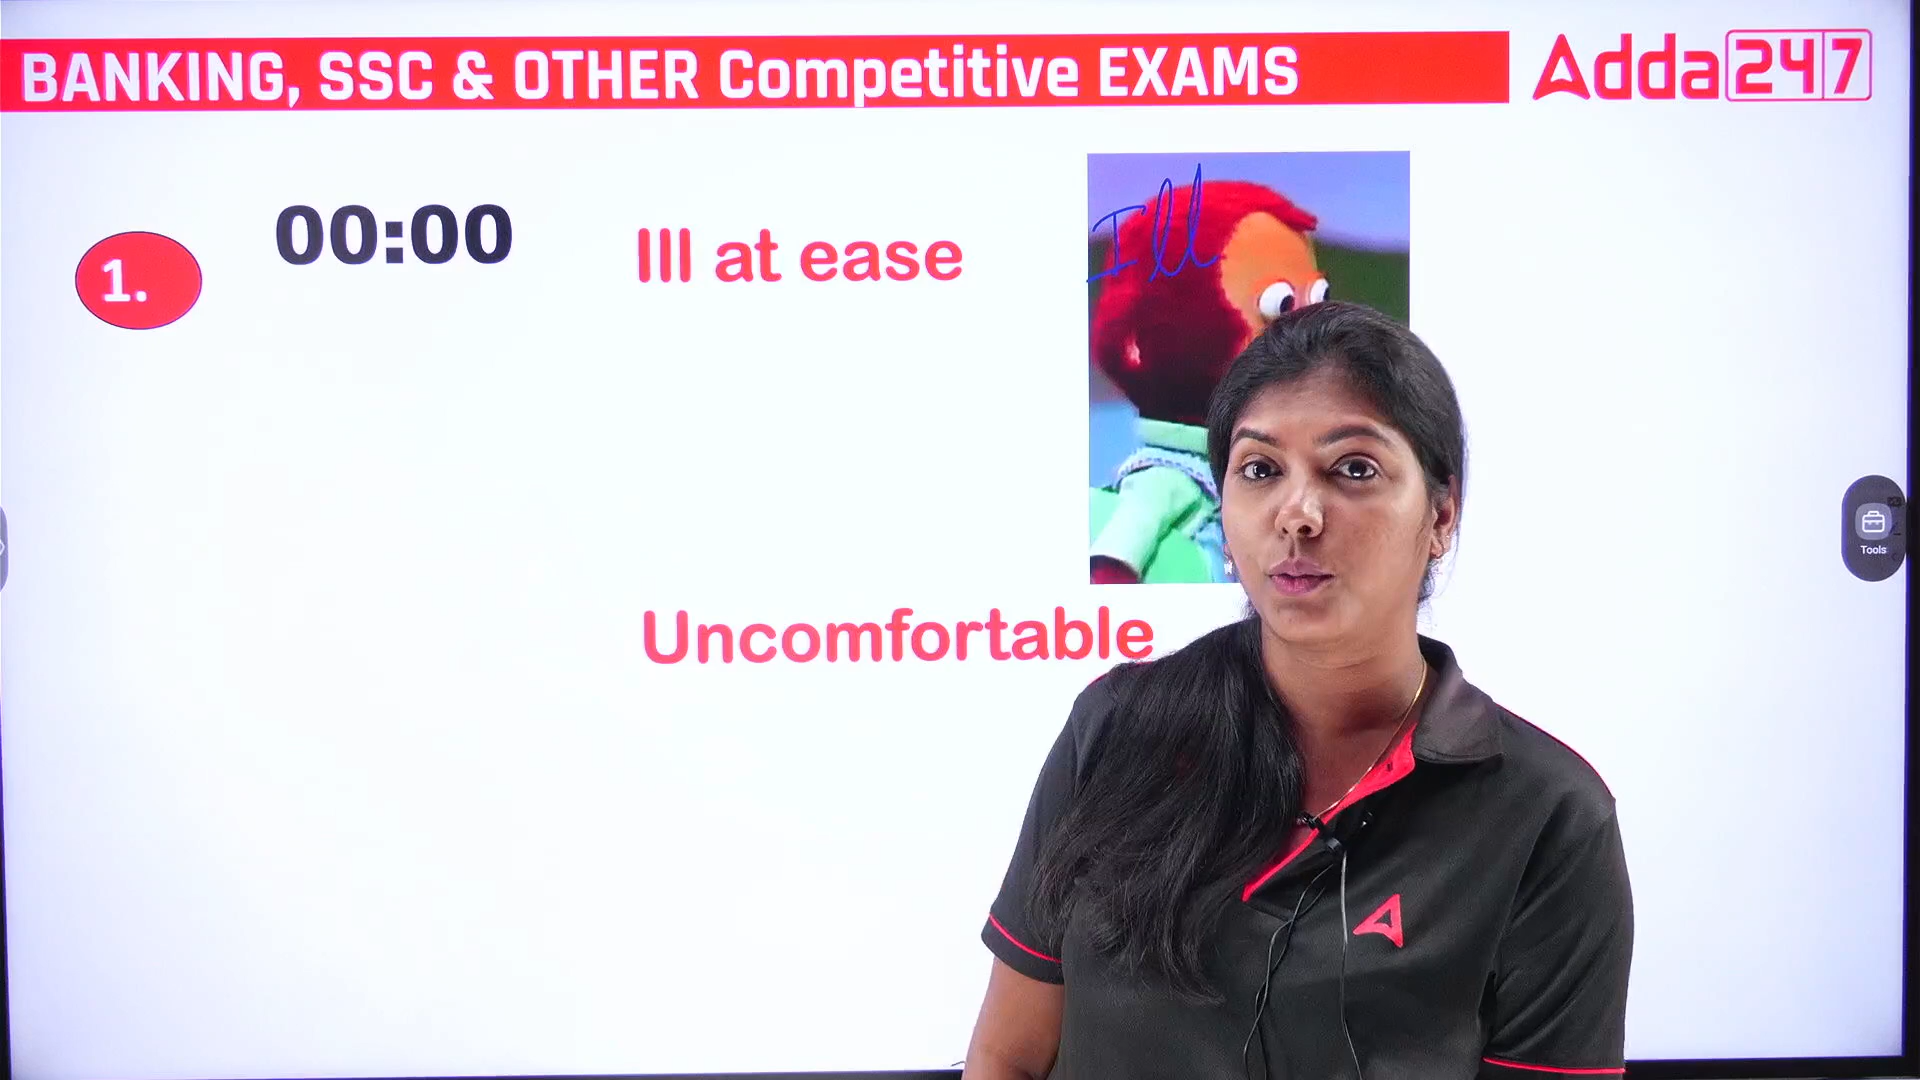 BANKING, SSC & OTHER Competitive EXAMS
Adda247
1.
00:00
Ill at ease
Ill
Uncomfortable
Tools